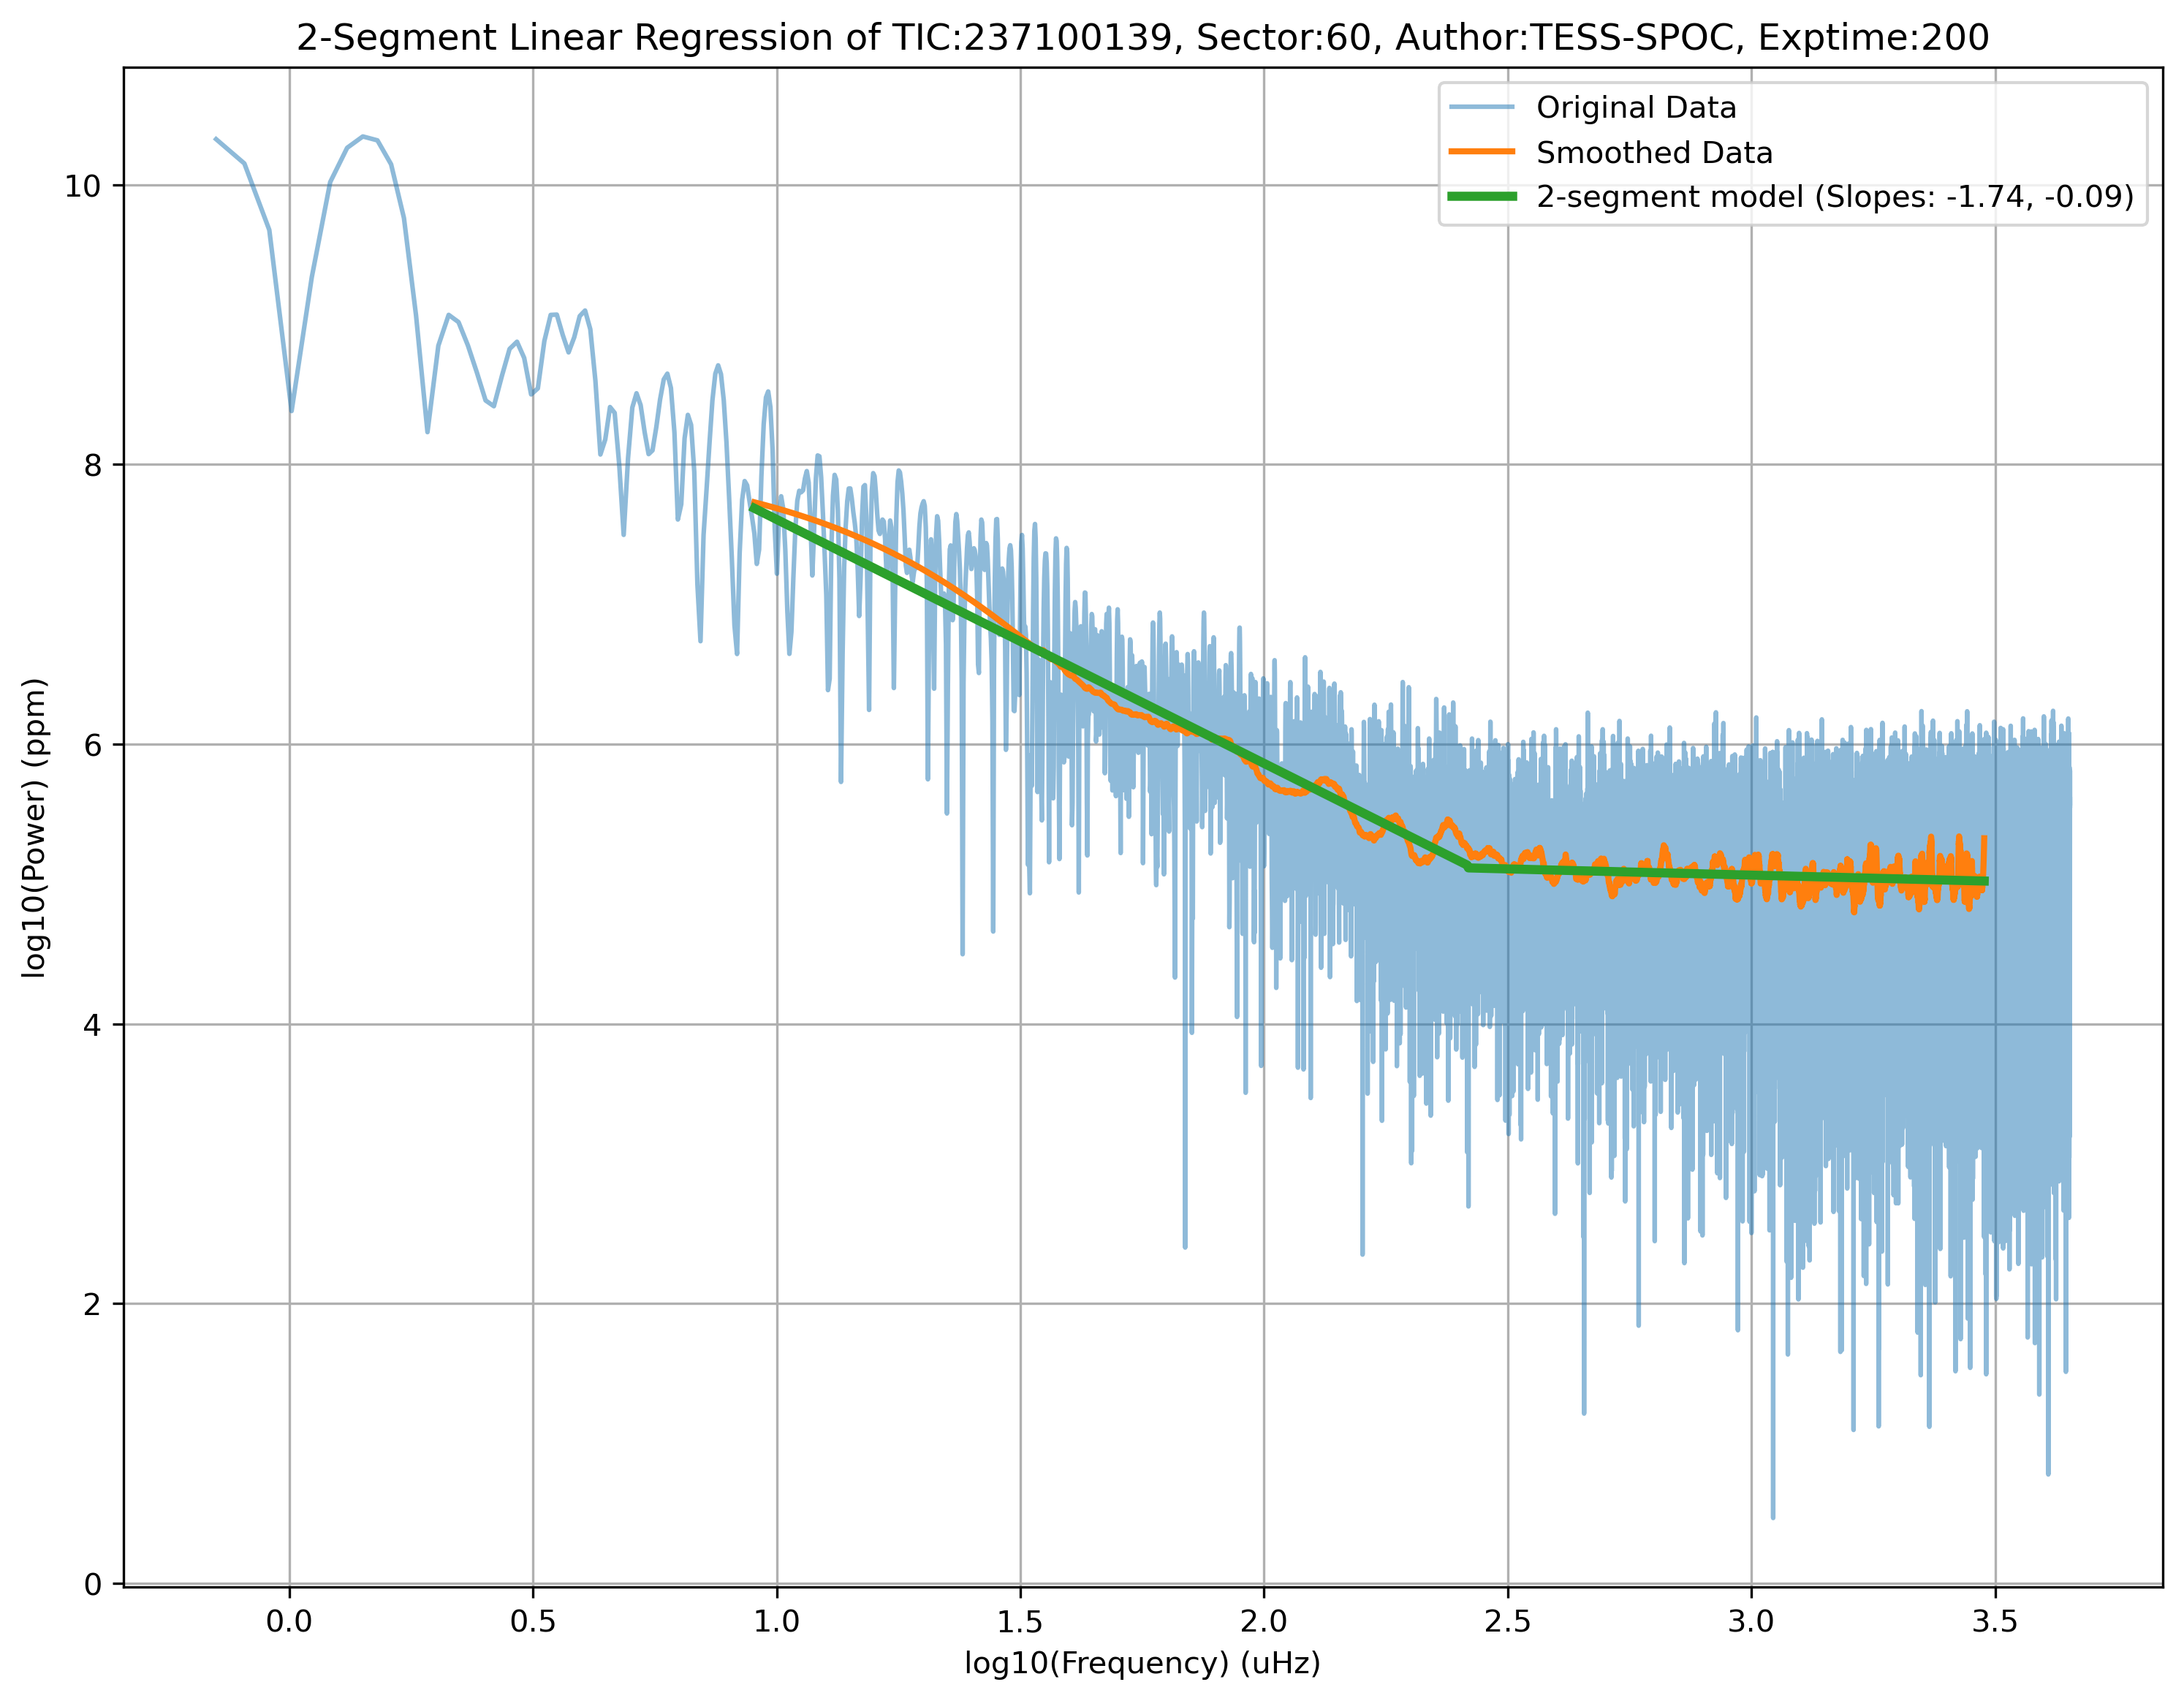 2-Segment Linear Regression of TIC:237100139, Sector:60, Author:TESS-SPOC, Exptime:200
Original Data
Smoothed Data
2-segment model (Slopes: -1.74, -0.09)
log10(Power) (ppm)
10
8
6
4
2
0
0.0 0.5 1.0 1.5 2.0 2.5 3.0 3.5
log10(Frequency) (uHz)